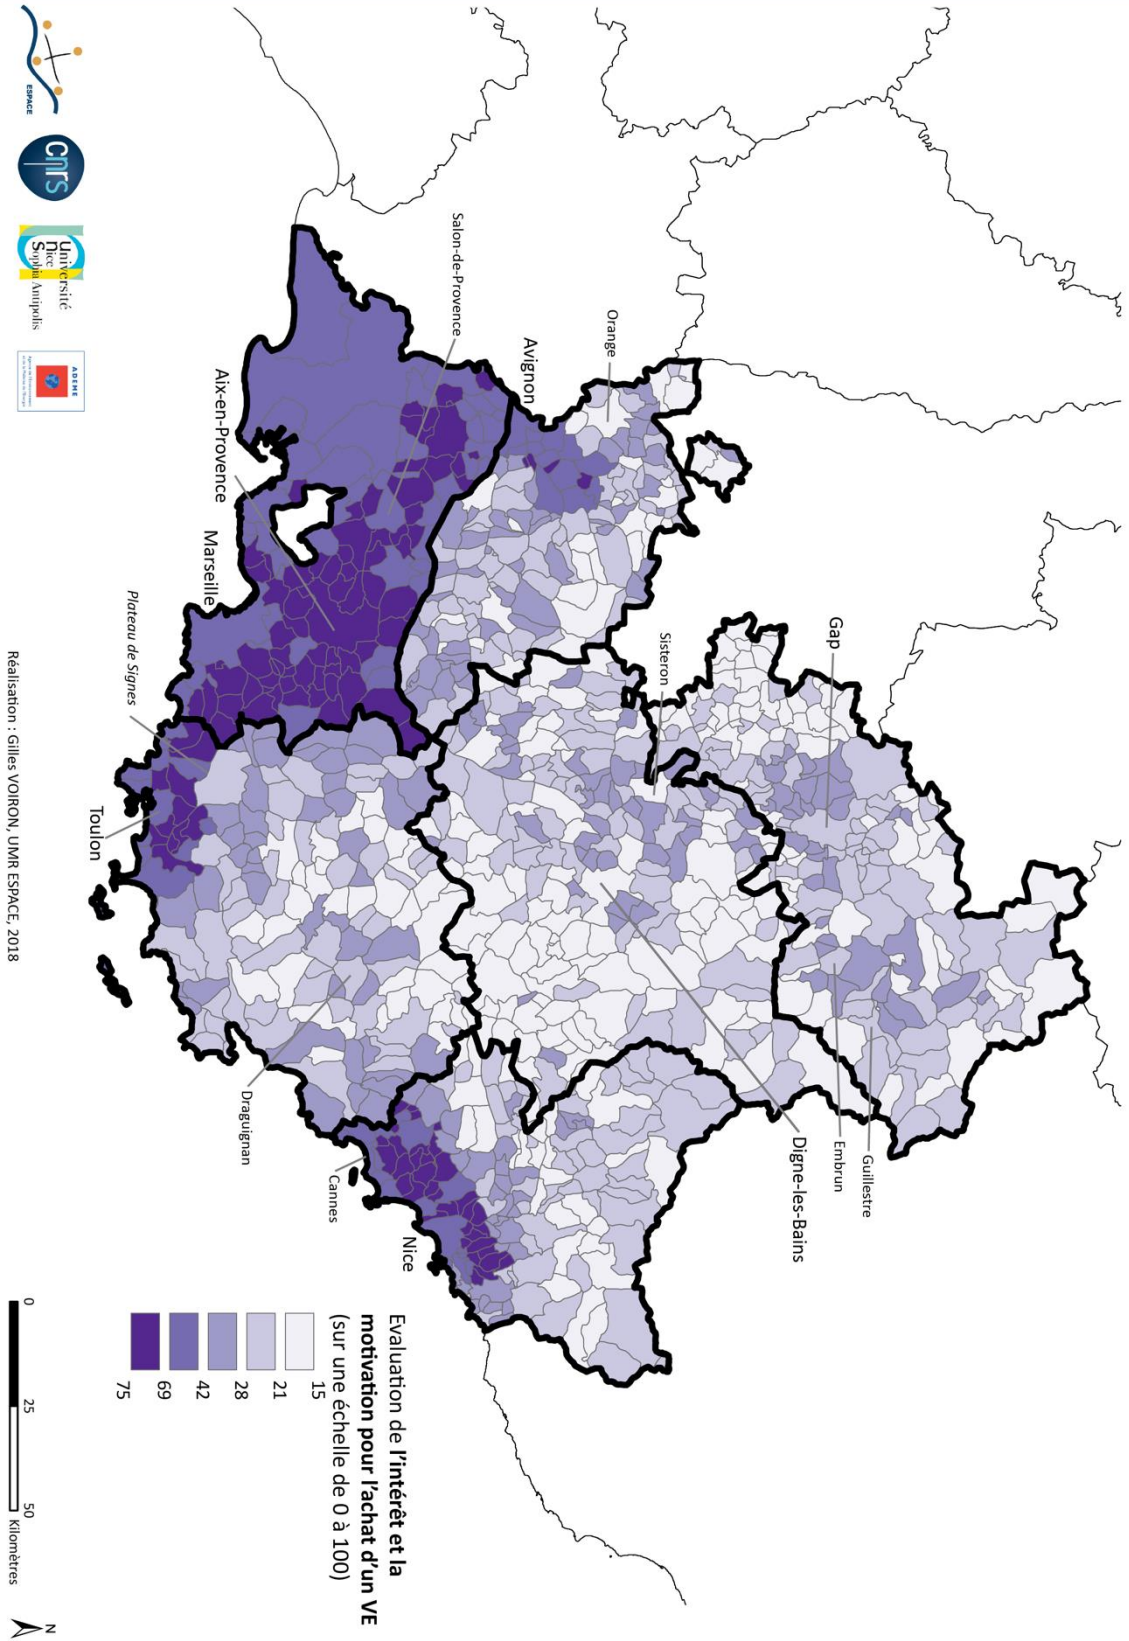 Guillestre
Embrun
Gap
Digne-les-Bains
Sisteron
Orange
Avignon
Salon-de-Provence
Aix-en-Provence
Marseille
Plateau de Signes
Toulon
Draguignan
Cannes
Nice
Evaluation de l'intérêt et la
motivation pour l'achat d'un VE
(sur une échelle de 0 à 100)
15
21
28
42
69
75
0 25 50
Kilomètres
N
ESPACE
cnrs
Université
Nice
Sophia Antipolis
ADEME
Réalisation : Gilles VOIRON, UMR ESPACE, 2018